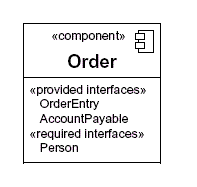 «component»
Order
«provided interfaces»
OrderEntry
AccountPayable
«required interfaces»
Person